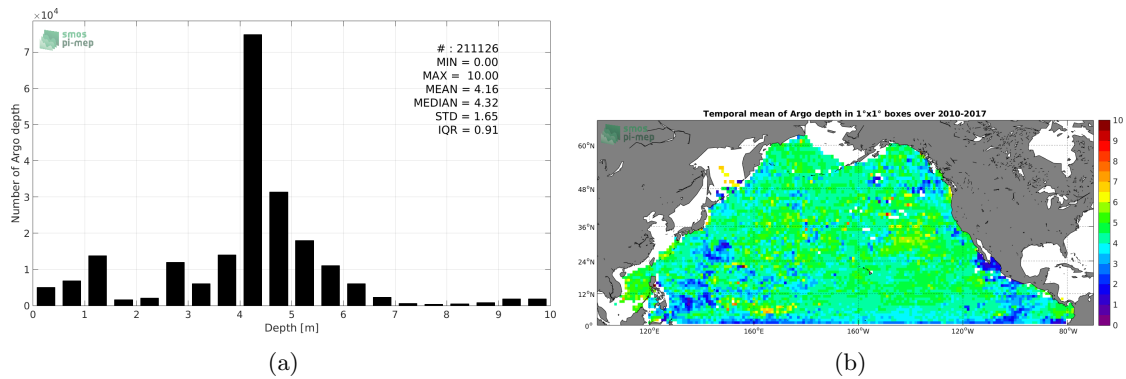 ×10⁴
smos
pi-mep
# : 211126
MIN = 0.00
MAX = 10.00
MEAN = 4.16
MEDIAN = 4.32
STD = 1.65
IQR = 0.91
Number of Argo depth
7
6
5
4
3
2
1
0
0 1 2 3 4 5 6 7 8 9 10
Depth [m]
(a)
Temporal mean of Argo depth in 1°x1° boxes over 2010-2017
smos
pi-mep
60°N
48°N
36°N
24°N
12°N
0°
120°E 160°E 160°W 120°W 80°W
10
9
8
7
6
5
4
3
2
1
0
(b)